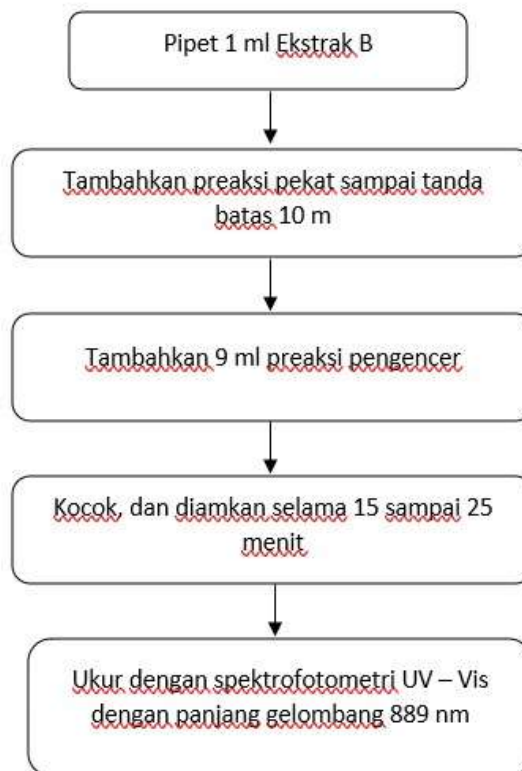 Pipet 1 ml Ekstrak B
Tambahkan preaksi pekat sampai tanda
batas 10 m
Tambahkan 9 ml preaksi pengencer
Kocok, dan diamkan selama 15 sampai 25
menit
Ukur dengan spektrofotometri UV – Vis
dengan panjang gelombang 889 nm